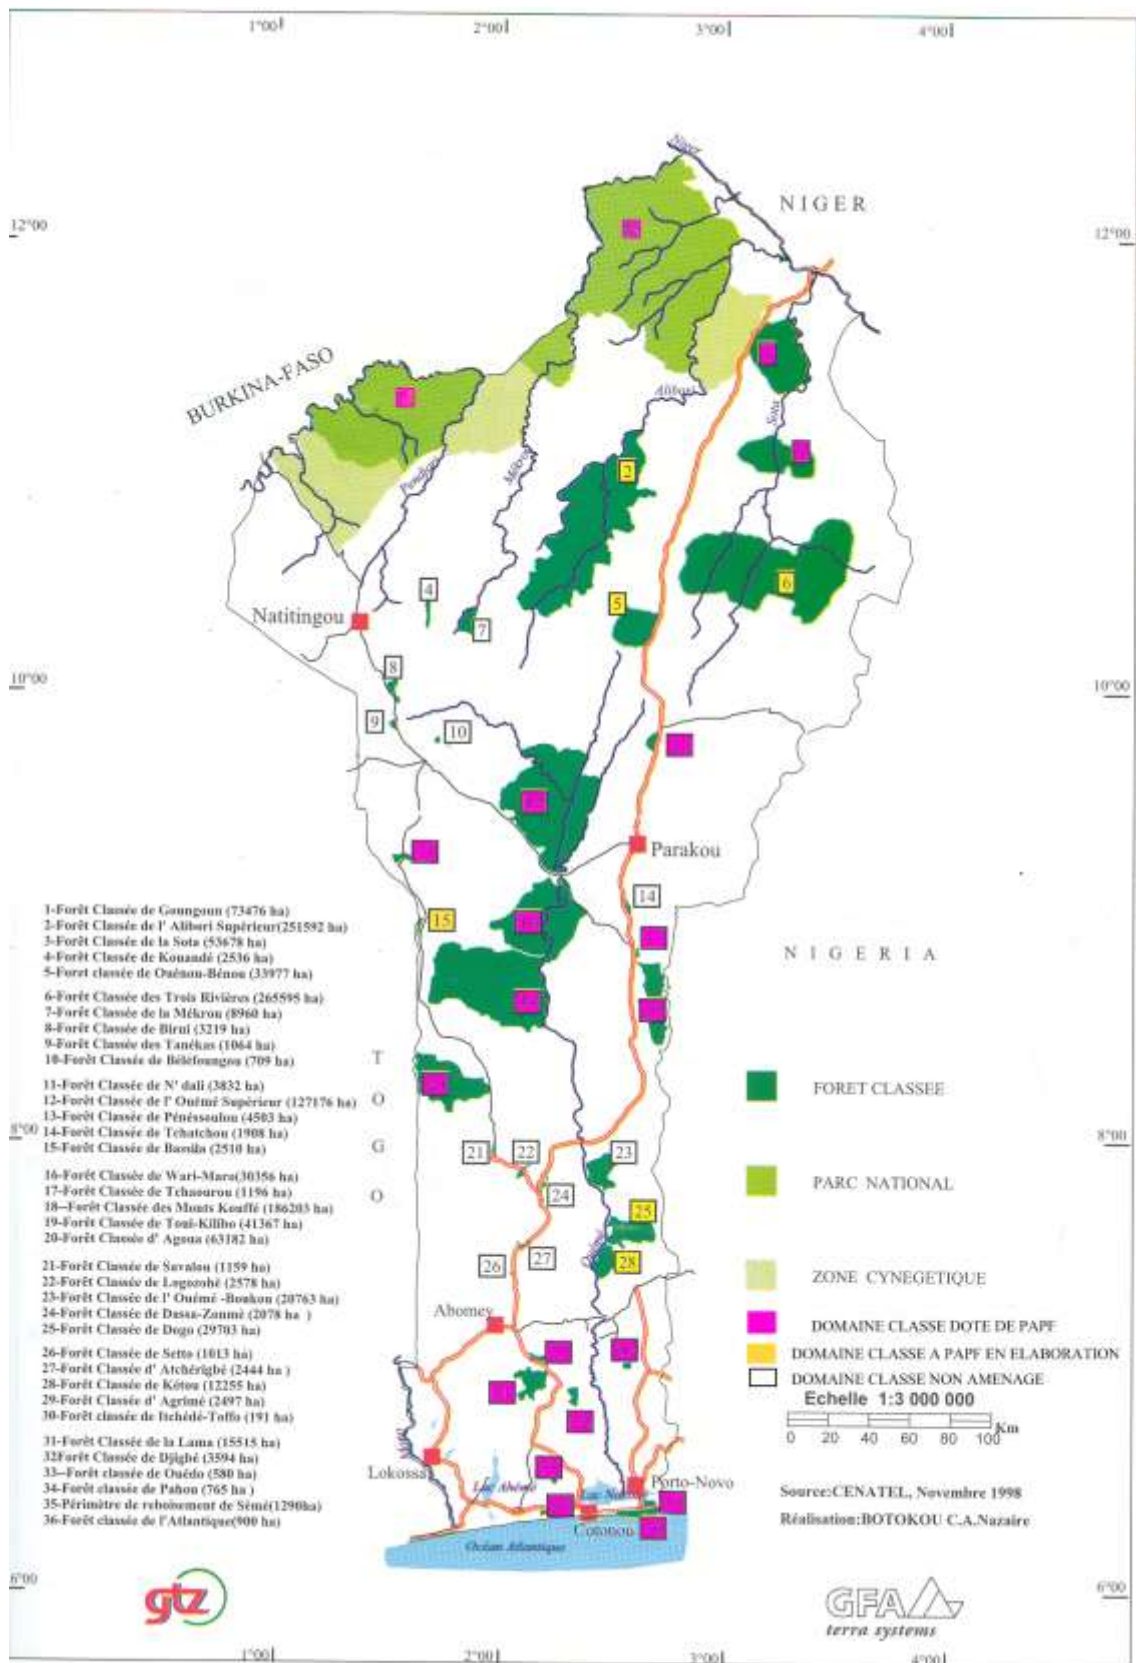 1°00
2°00
3°00
4°00
Niger
NIGER
12°00
12°00
BURKINA-FASO
Alibori
Sota
Pendjari
Mékrou
2
6
5
4
7
Natitingou
8
10°00
10°00
9
10
Parakou
14
15
NIGERIA
1-Forêt Classée de Goungoun (73476 ha)
2-Forêt Classée de l' Alibori Supérieur(251592 ha)
3-Forêt Classée de la Sota (53678 ha)
4-Forêt Classée de Kouandé (2536 ha)
5-Foret classée de Ouénou-Bénou (33977 ha)
6-Forêt Classée des Trois Rivières (265595 ha)
7-Forêt Classée de la Mékrou (8960 ha)
8-Forêt Classée de Birni (3219 ha)
9-Forêt Classée des Tanékas (1064 ha)
10-Forêt Classée de Béléfoungou (709 ha)
11-Forêt Classée de N' dali (3832 ha)
12-Forêt Classée de l' Ouémé Supérieur (127176 ha)
13-Forêt Classée de Pénéssoulou (4503 ha)
14-Forêt Classée de Tchatchou (1908 ha)
15-Forêt Classée de Bassila (2510 ha)
16-Forêt Classée de Wari-Maro(30356 ha)
17-Forêt Classée de Tchaourou (1196 ha)
18--Forêt Classée des Monts Kouffé (186203 ha)
19-Forêt Classée de Toui-Kilibo (41367 ha)
20-Forêt Classée d' Agoua (63182 ha)
21-Forêt Classée de Savalou (1159 ha)
22-Forêt Classée de Logozohè (2578 ha)
23-Forêt Classée de l' Ouémé -Boukou (20763 ha)
24-Forêt Classée de Dassa-Zoumé (2078 ha )
25-Forêt Classée de Dogo (29703 ha)
26-Forêt Classée de Setto (1013 ha)
27-Forêt Classée d' Atchérigbé (2444 ha )
28-Forêt Classée de Kétou (12255 ha)
29-Forêt Classée d' Agrimé (2497 ha)
30-Forêt classée de Itchédé-Toffo (191 ha)
31-Forêt Classée de la Lama (15515 ha)
32Forêt Classée de Djigbé (3594 ha)
33--Forêt classée de Ouédo (580 ha)
34-Forêt classée de Pahou (765 ha )
35-Périmètre de reboisement de Sèmè(1290ha)
36-Forêt classée de l'Atlantique(900 ha)
TOGO
8°00
8°00
21
22
23
24
25
26
27
28
Ouémé
Abomey
Mono
Lokossa
Lac Ahémé
Lac Nokoué
Porto-Novo
Cotonou
Océan Atlantique
FORET CLASSEE
PARC NATIONAL
ZONE CYNEGETIQUE
DOMAINE CLASSE DOTE DE PAPF
DOMAINE CLASSE A PAPF EN ELABORATION
DOMAINE CLASSE NON AMENAGE
Echelle 1:3 000 000
Km
0 20 40 60 80 100
Source:CENATEL, Novembre 1998
Réalisation:BOTOKOU C.A.Nazaire
6°00
6°00
gtz
GFA
terra systems
1°00
2°00
3°00
4°00